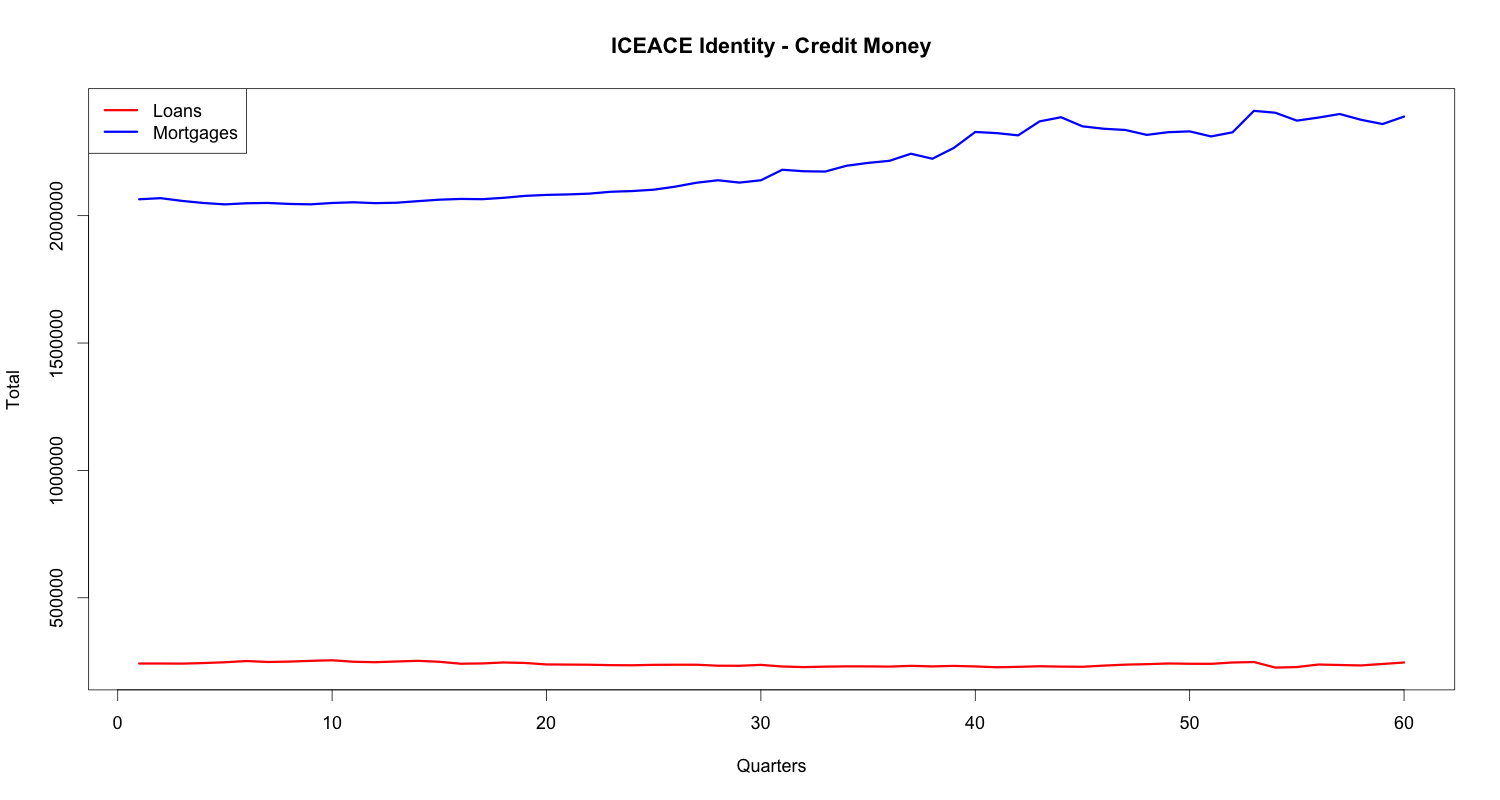 ICEACE Identity - Credit Money
Loans
Mortgages
2000000
1500000
1000000
500000
Total
0 10 20 30 40 50 60
Quarters